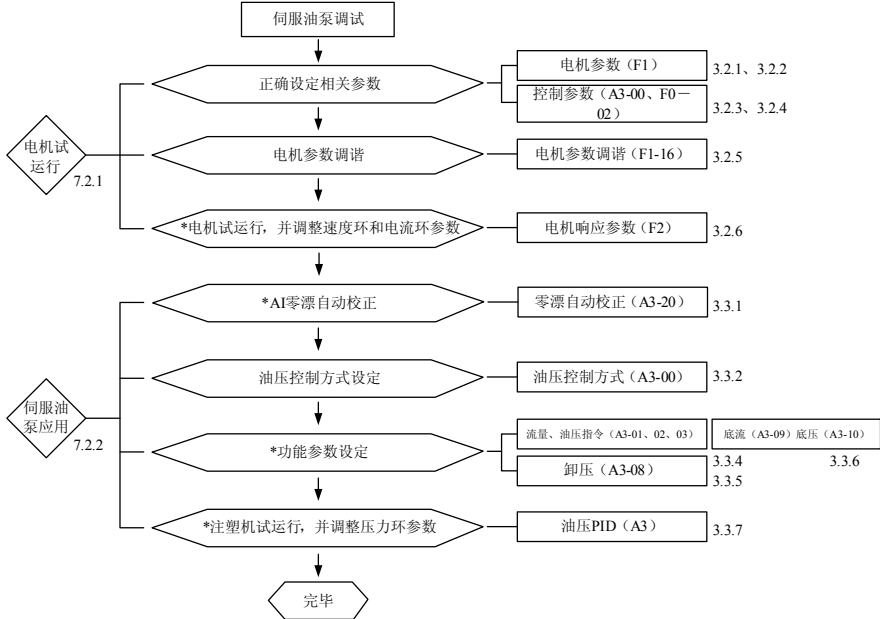 伺服油泵调试
正确设定相关参数
电机参数（F1）
3.2.1、3.2.2
控制参数（A3-00、F0－
02）
3.2.3、3.2.4
电机试
运行
7.2.1
电机参数调谐
电机参数调谐（F1-16）
3.2.5
*电机试运行，并调整速度环和电流环参数
电机响应参数（F2）
3.2.6
*AI零漂自动校正
零漂自动校正（A3-20）
3.3.1
油压控制方式设定
油压控制方式（A3-00）
3.3.2
伺服油
泵应用
7.2.2
*功能参数设定
流量、油压指令（A3-01、02、03）
底流（A3-09）底压（A3-10）
3.3.4
3.3.6
卸压（A3-08）
3.3.5
*注塑机试运行，并调整压力环参数
油压PID（A3）
3.3.7
完毕